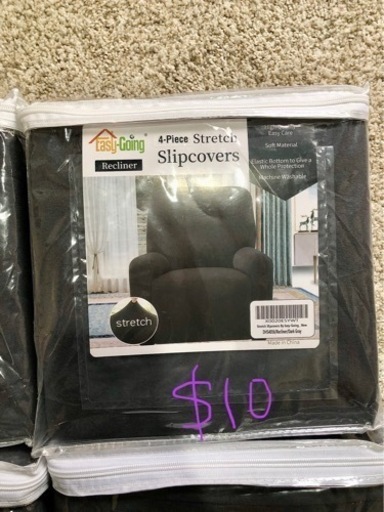 Easy-Going
Recliner
4-Piece Stretch
Slipcovers
Easy Care
Soft Material
Elastic Bottom to Give a
Whole Protection
Machine Washable
stretch
Made in China
$10